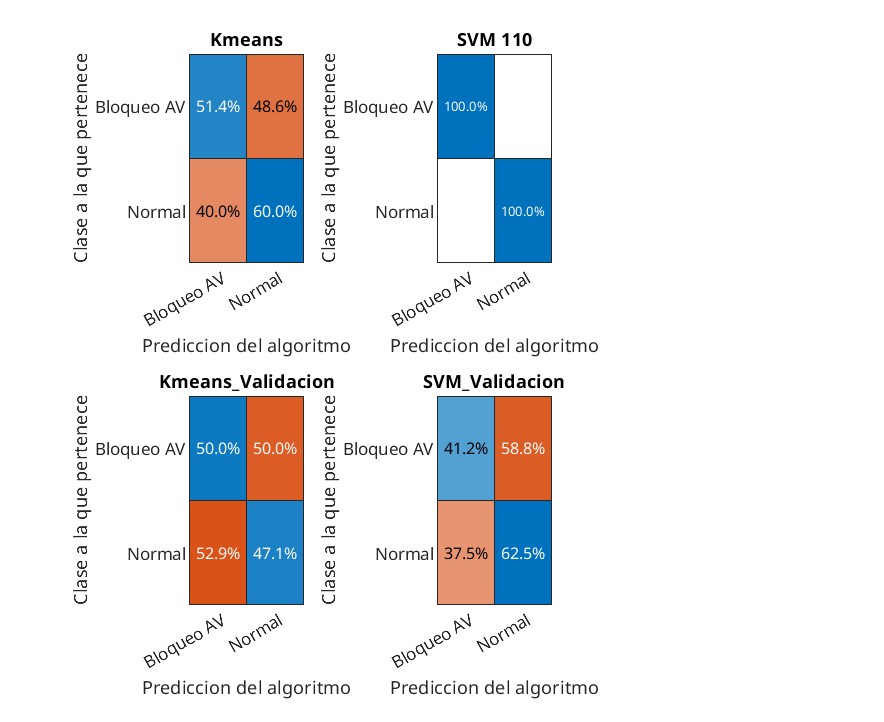 Kmeans
Clase a la que pertenece
Bloqueo AV
51.4% 48.6%
Normal
40.0% 60.0%
Bloqueo AV
Normal
Prediccion del algoritmo
SVM 110
Clase a la que pertenece
Bloqueo AV
100.0%
Normal
100.0%
Bloqueo AV
Normal
Prediccion del algoritmo
Kmeans_Validacion
Clase a la que pertenece
Bloqueo AV
50.0% 50.0%
Normal
52.9% 47.1%
Bloqueo AV
Normal
Prediccion del algoritmo
SVM_Validacion
Clase a la que pertenece
Bloqueo AV
41.2% 58.8%
Normal
37.5% 62.5%
Bloqueo AV
Normal
Prediccion del algoritmo